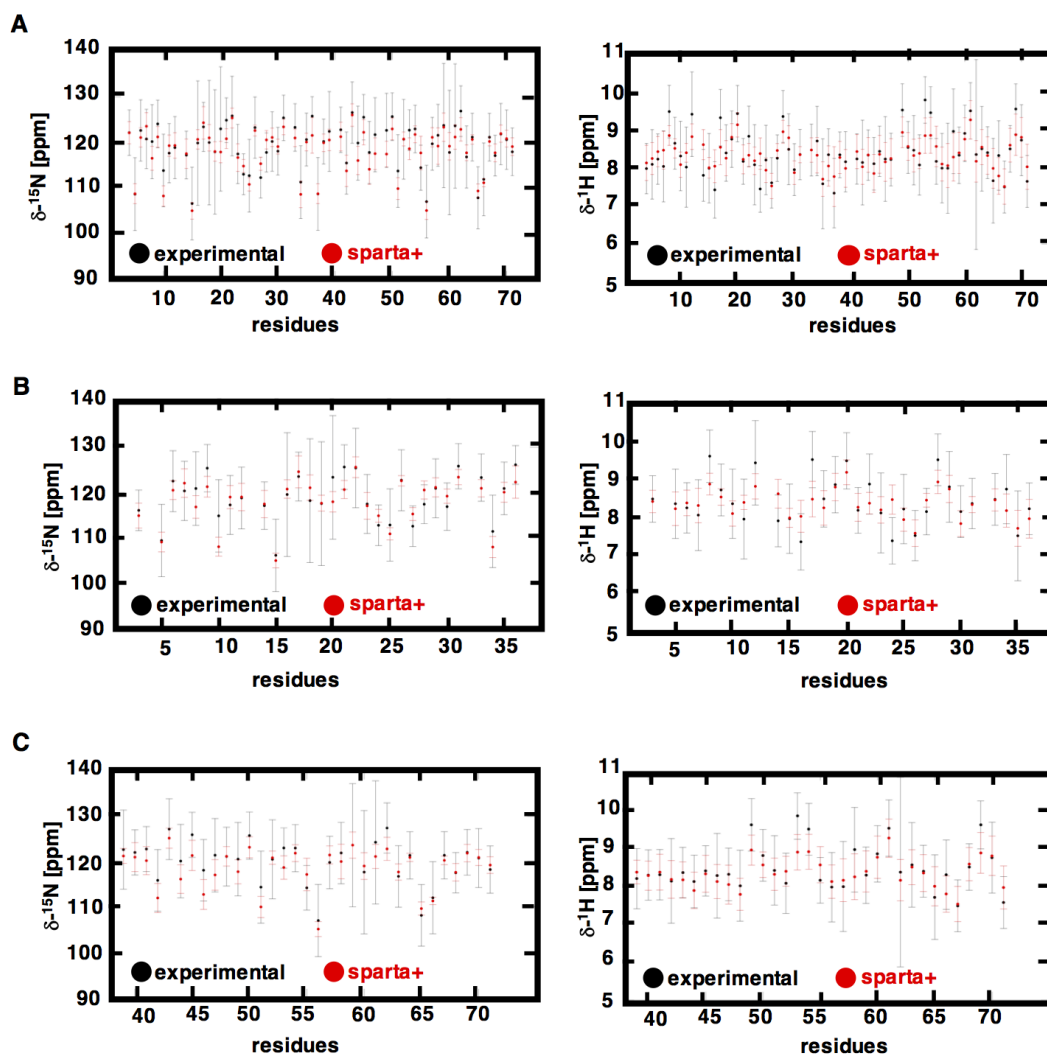 A
140
130
120
110
100
90
δ-15N [ppm]
experimental
sparta+
10 20 30 40 50 60 70
residues
11
10
9
8
7
6
5
δ-1H [ppm]
experimental
sparta+
10 20 30 40 50 60 70
residues
B
140
130
120
110
100
90
δ-15N [ppm]
experimental
sparta+
5 10 15 20 25 30 35
residues
11
10
9
8
7
6
5
δ-1H [ppm]
experimental
sparta+
5 10 15 20 25 30 35
residues
C
140
130
120
110
100
90
δ-15N [ppm]
experimental
sparta+
40 45 50 55 60 65 70
residues
11
10
9
8
7
6
5
δ-1H [ppm]
experimental
sparta+
40 45 50 55 60 65 70
residues